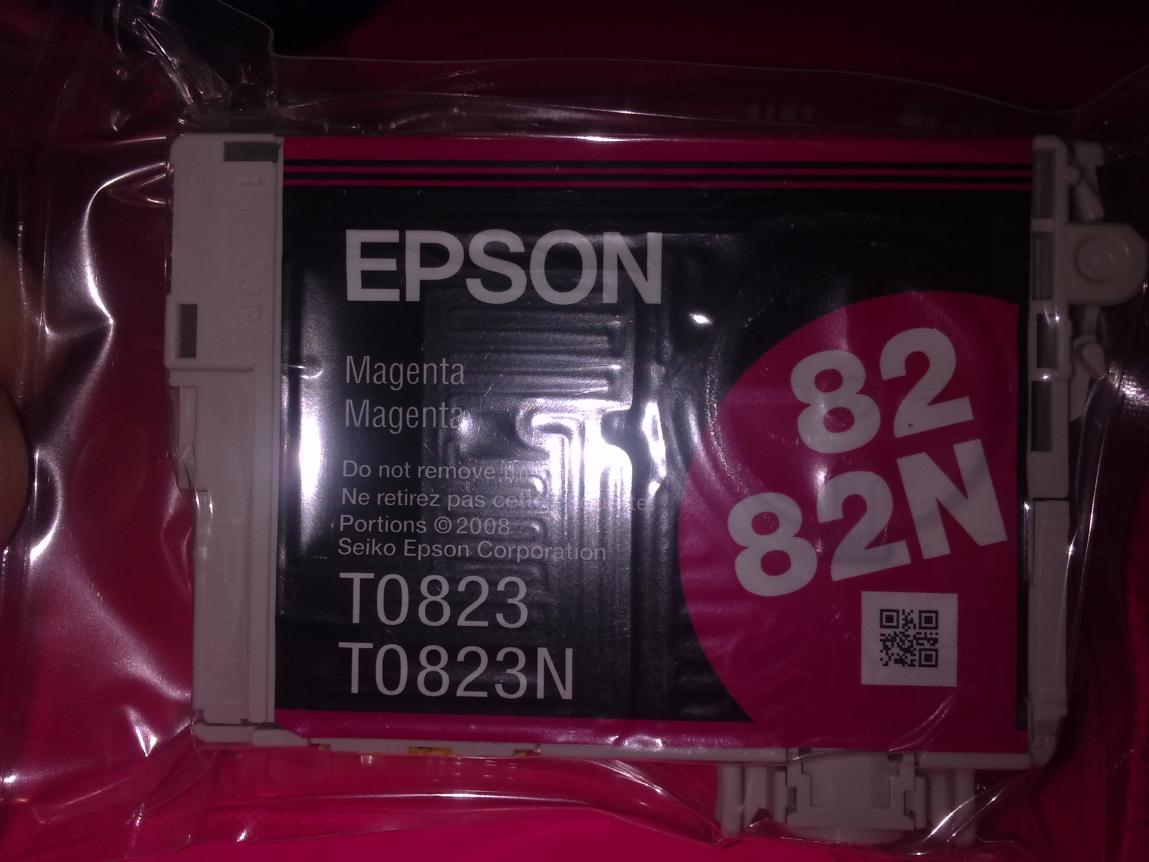 EPSON
Magenta
Magenta
82
82N
Do not remove
Ne retirez pas
Portions ©2008
Seiko Epson Corporation
T0823
T0823N